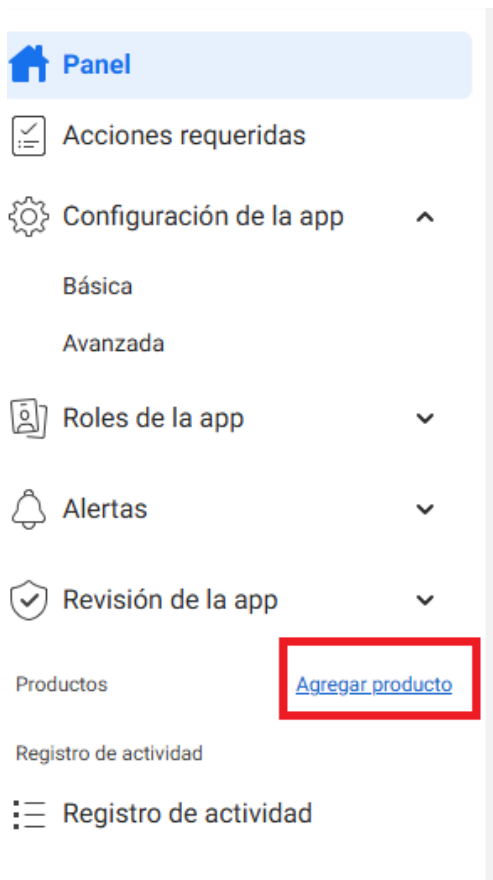 Panel
Acciones requeridas
Configuración de la app
Básica
Avanzada
Roles de la app
Alertas
Revisión de la app
Productos Agregar producto
Registro de actividad
Registro de actividad